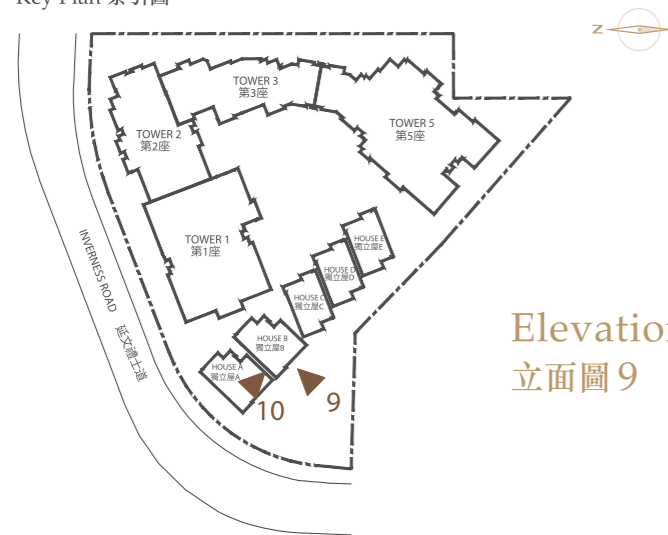 Key Plan 索引圖
Z
TOWER 3
第3座
TOWER 2
第2座
TOWER 5
第5座
TOWER 1
第1座
HOUSE E
獨立屋E
HOUSE D
獨立屋D
HOUSE C
獨立屋C
HOUSE B
獨立屋B
HOUSE A
獨立屋A
INVERNESS ROAD 延文禮士道
10
9
Elevation
立面圖 9